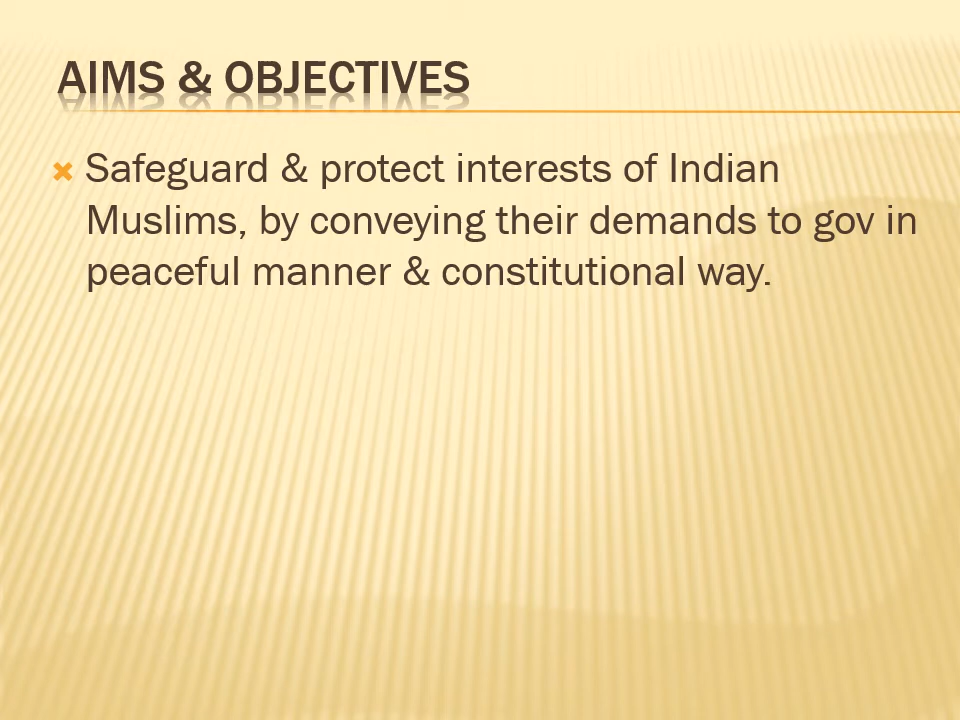 AIMS & OBJECTIVES
Safeguard & protect interests of Indian
Muslims, by conveying their demands to gov in
peaceful manner & constitutional way.